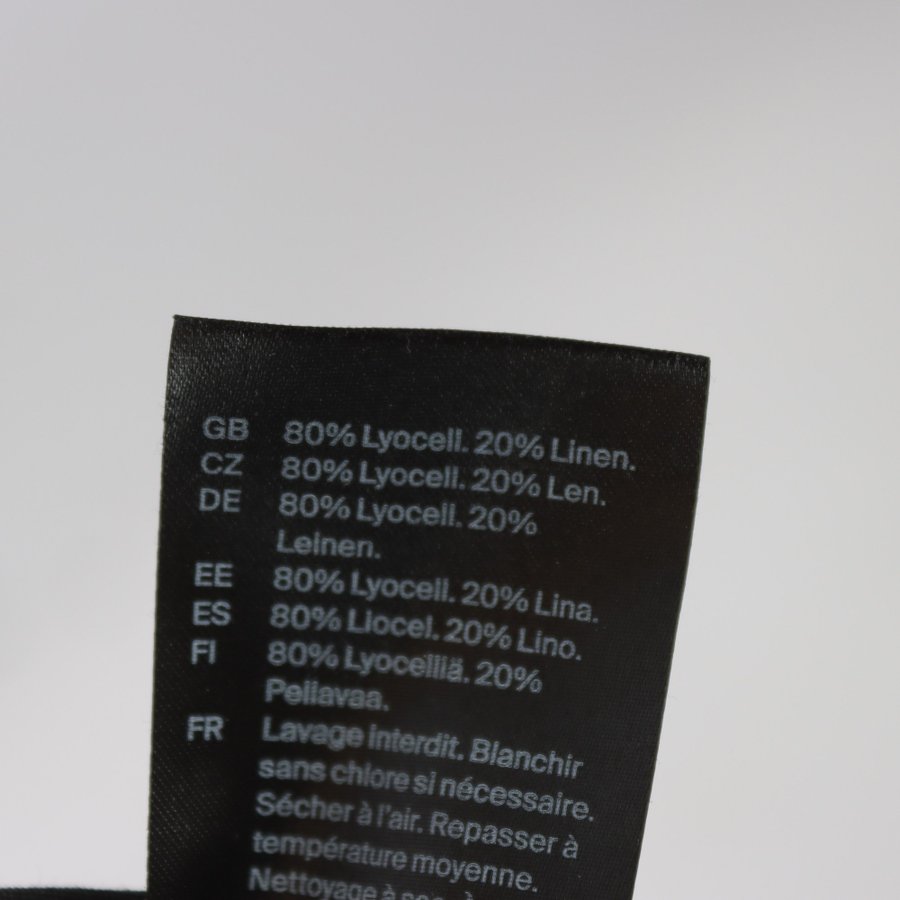 GB 80% Lyocell. 20% Linen.
CZ 80% Lyocell. 20% Len.
DE 80% Lyocell. 20%
Leinen.
EE 80% Lyocell. 20% Lina.
ES 80% Liocel. 20% Lino.
FI 80% Lyocelliä. 20%
Pellavaa.
FR Lavage interdit. Blanchir
sans chlore si nécessaire.
Sécher à l'air. Repasser à
température moyenne.
Nettoyage à